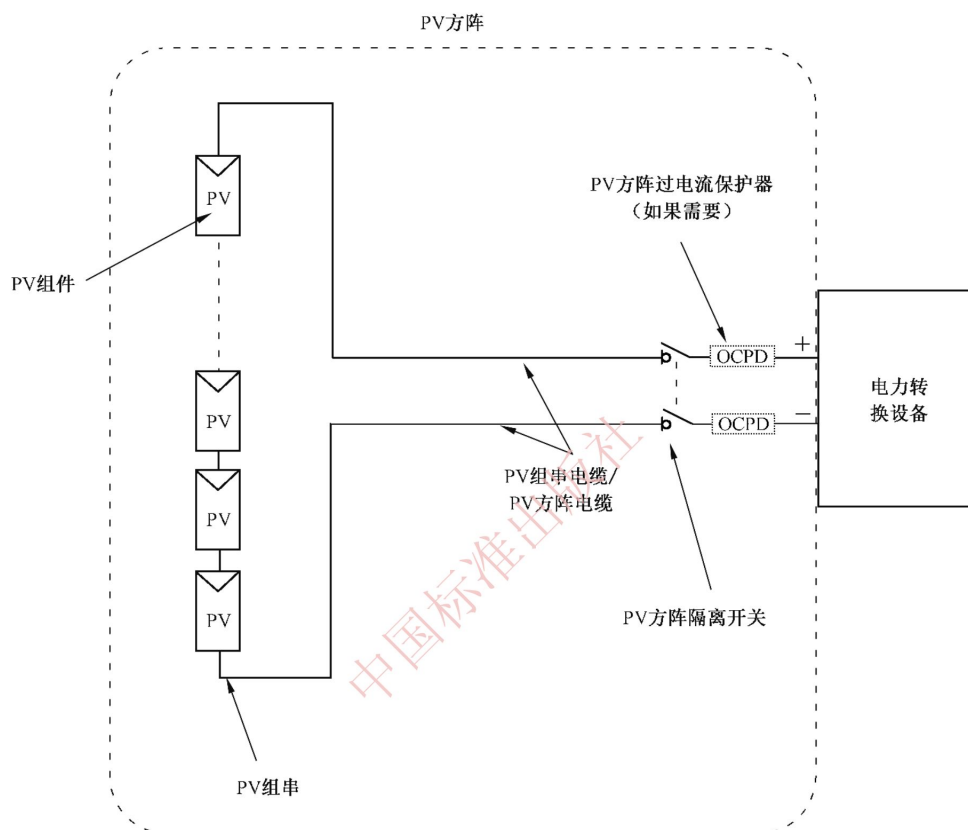 PV方阵
PV
PV方阵过电流保护器
（如果需要）
PV组件
OCPD
+
电力转
换设备
PV
OCPD
−
PV组串电缆/
PV方阵电缆
PV
PV
PV方阵隔离开关
PV组串
中国标准出版社